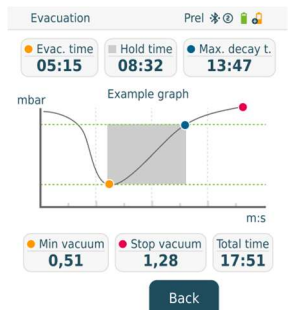 Evacuation Prel
Evac. time Hold time Max. decay t.
05:15 08:32 13:47
Example graph
mbar
m:s
Min vacuum Stop vacuum Total time
0,51 1,28 17:51
Back